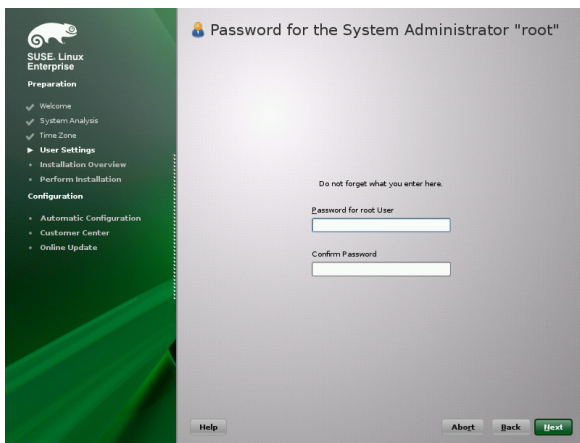 SUSE. Linux
Enterprise
Preparation
Welcome
System Analysis
Time Zone
User Settings
Installation Overview
Perform Installation
Configuration
Automatic Configuration
Customer Center
Online Update
Password for the System Administrator "root"
Do not forget what you enter here.
Password for root User
Confirm Password
Help
Abort
Back
Next